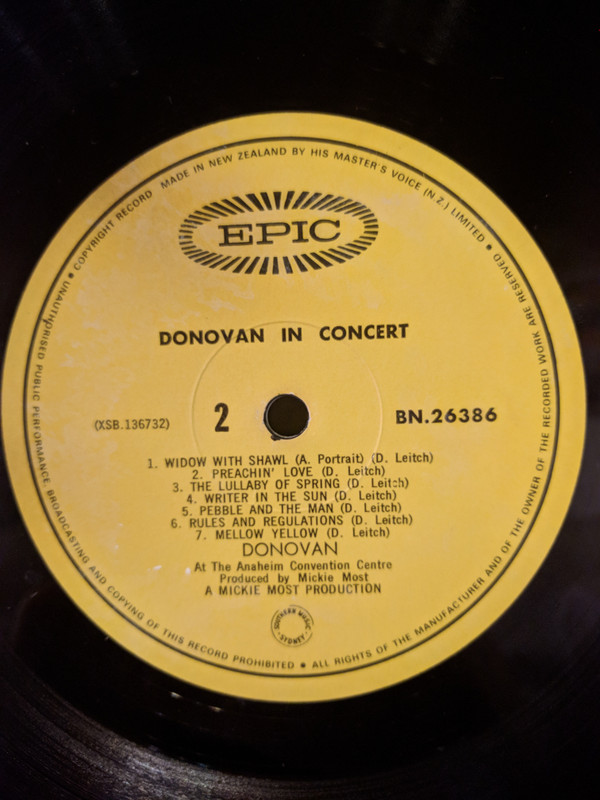 UNAUTHORISED PUBLIC PERFORMANCE, BROADCASTING AND COPYING OF THIS RECORD PROHIBITED • ALL RIGHTS OF THE MANUFACTURER AND OF THE OWNER OF THE RECORDED WORK ARE RESERVED •
COPYRIGHT RECORD MADE IN NEW ZEALAND BY HIS MASTER'S VOICE (N.Z.) LIMITED •
EPIC
DONOVAN IN CONCERT
(XSB.136732) 2 BN.26386
1. WIDOW WITH SHAWL (A. Portrait) (D. Leitch)
2. PREACHIN' LOVE (D. Leitch)
3. THE LULLABY OF SPRING (D. Leitch)
4. WRITER IN THE SUN (D. Leitch)
5. PEBBLE AND THE MAN (D. Leitch)
6. RULES AND REGULATIONS (D. Leitch)
7. MELLOW YELLOW (D. Leitch)
DONOVAN
At The Anaheim Convention Centre
Produced by Mickie Most
A MICKIE MOST PRODUCTION
SOUTHERN MUSIC
• SYDNEY •